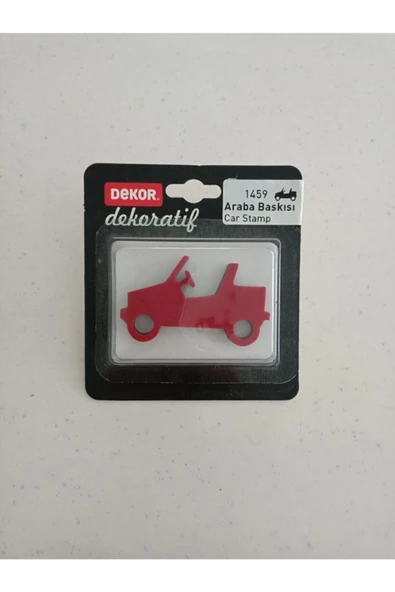 DEKOR.
dekoratif
1459
Araba Baskısı
Car Stamp